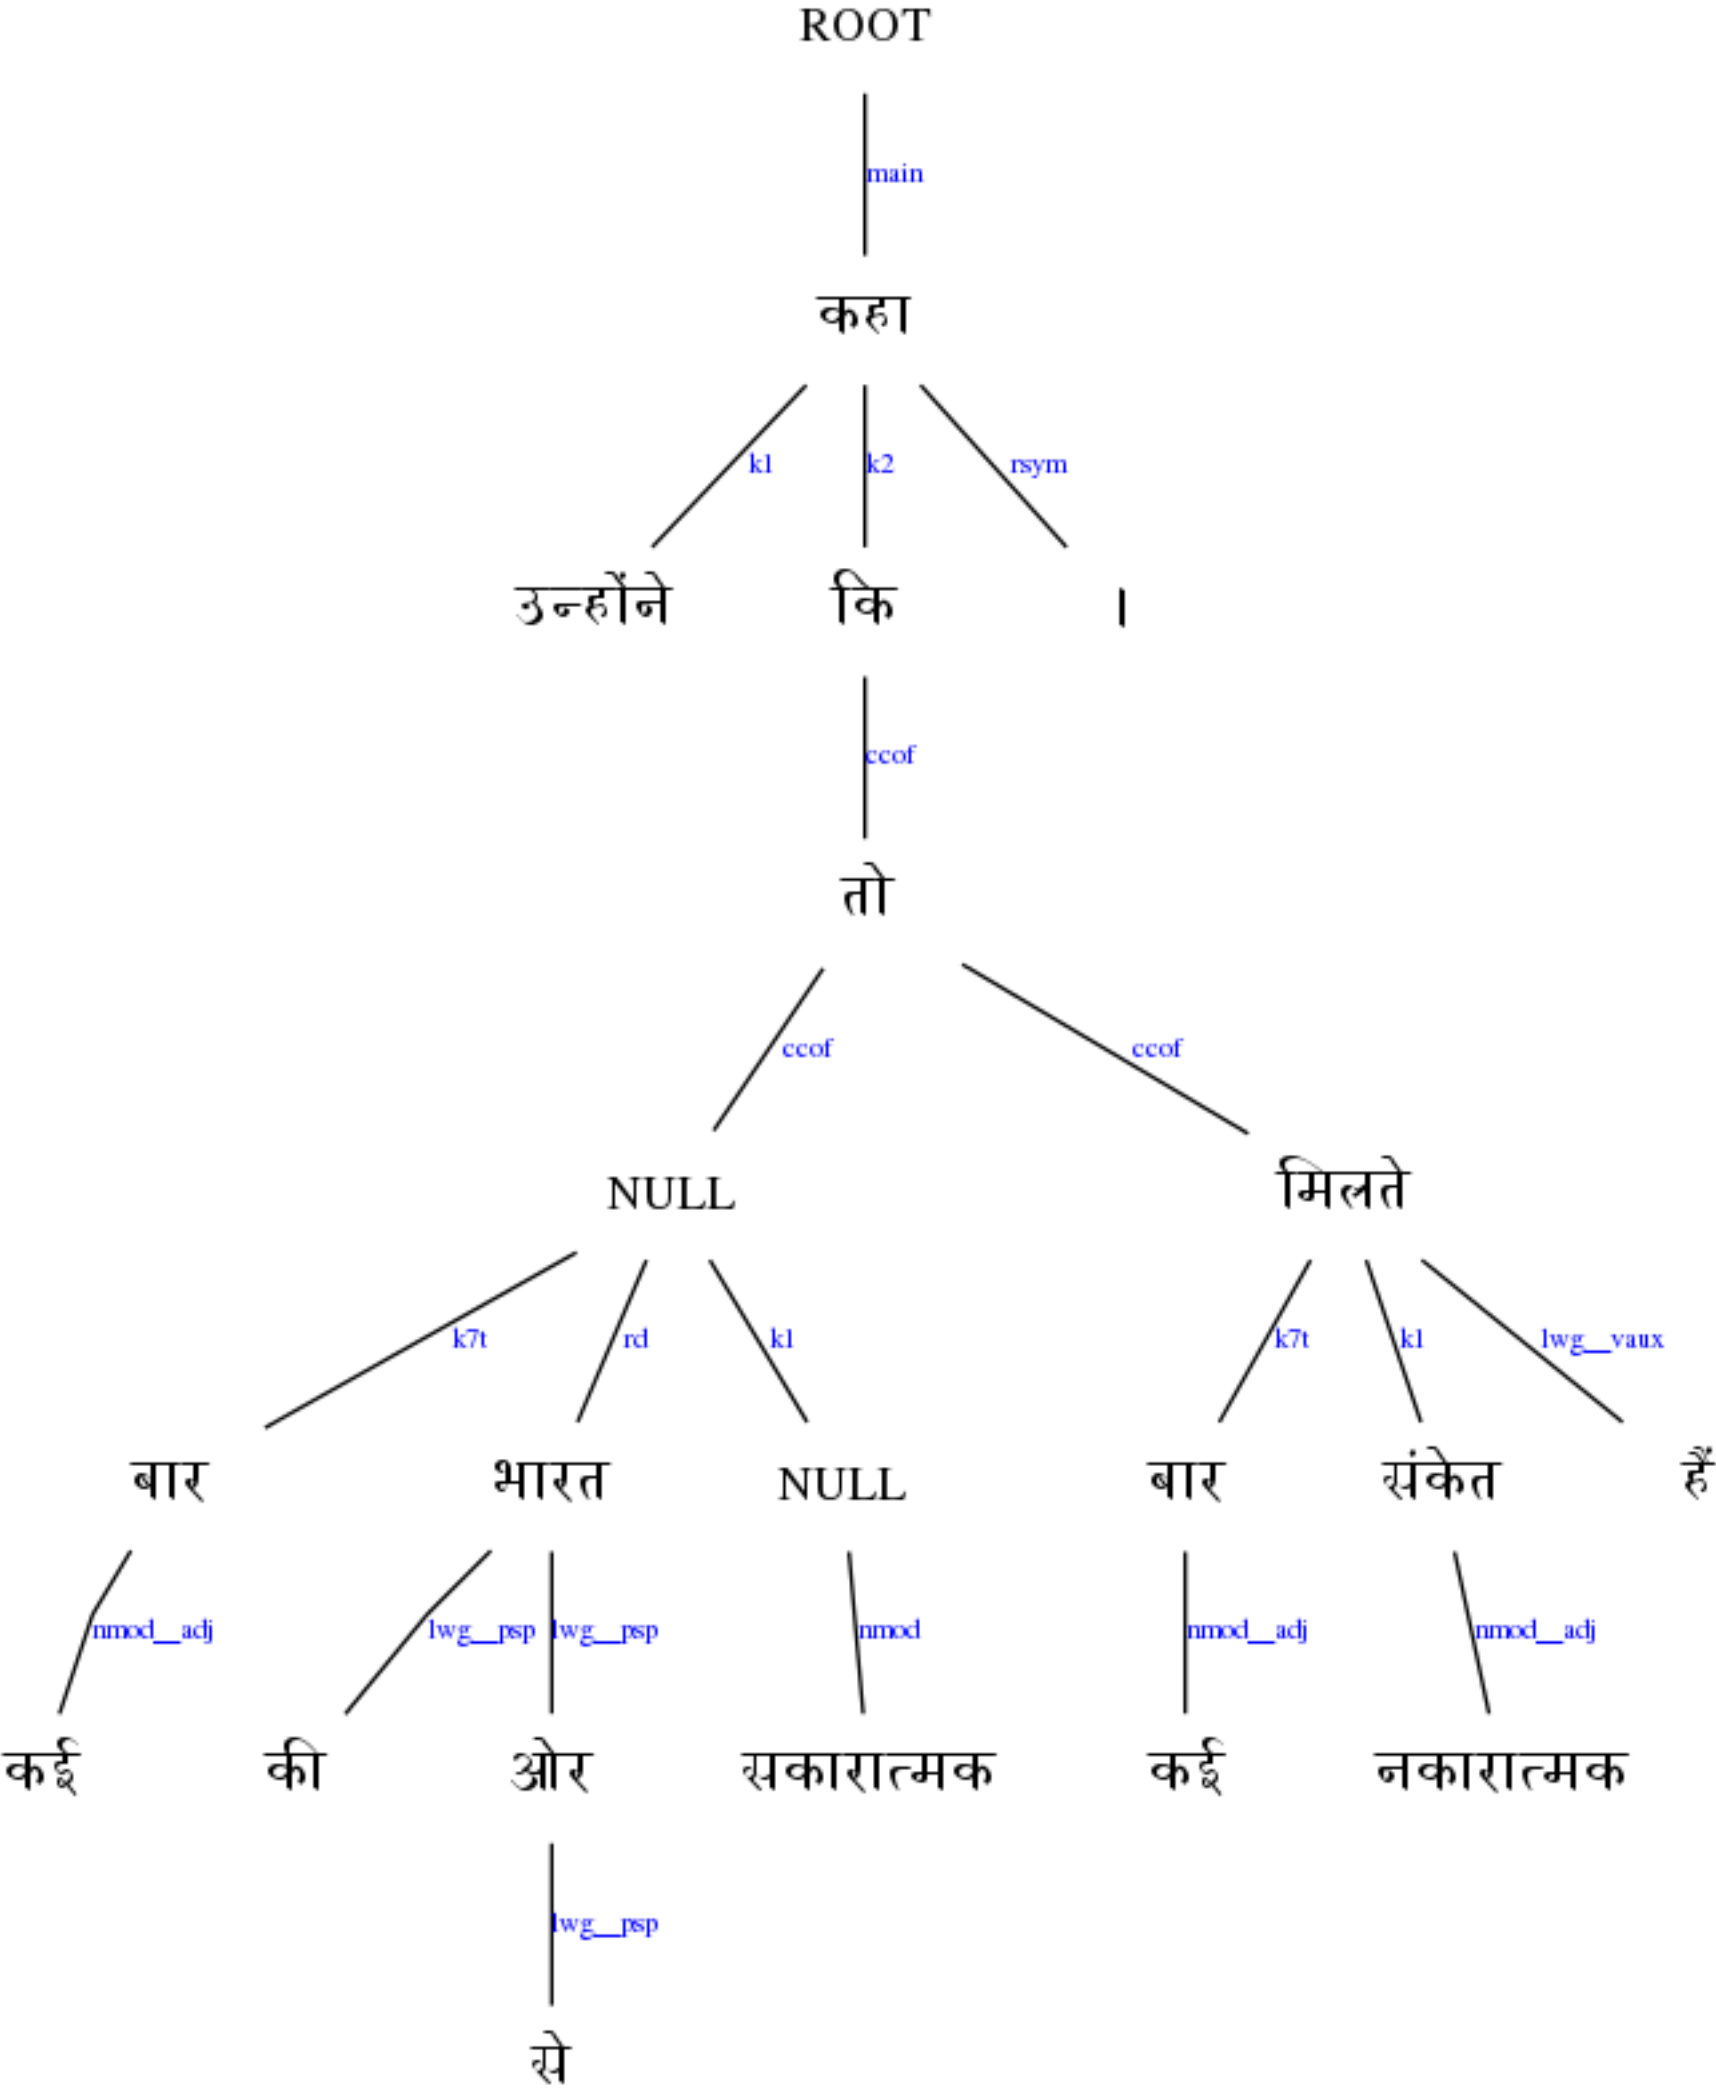 ROOT
main
कहा
k1 k2 rsym
उन्होंने कि ।
ccof
तो
ccof ccof
NULL मिलते
k7t rd k1 k7t k1 lwg__vaux
बार भारत NULL बार संकेत हैं
nmod__adj lwg__psp lwg__psp nmod nmod__adj nmod__adj
कई की ओर सकारात्मक कई नकारात्मक
lwg__psp
से